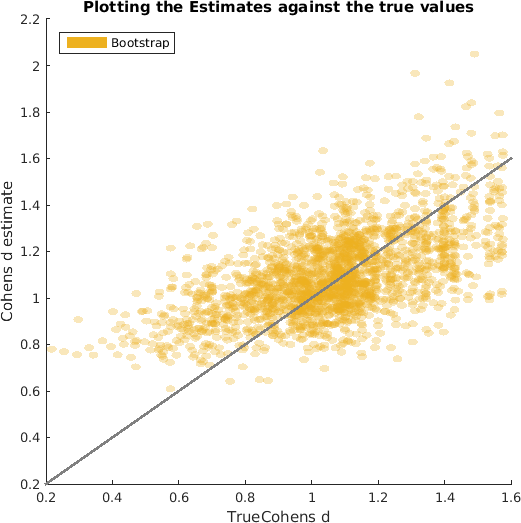 Plotting the Estimates against the true values
Bootstrap
Cohens d estimate
2.2
2
1.8
1.6
1.4
1.2
1
0.8
0.6
0.4
0.2
0.2 0.4 0.6 0.8 1 1.2 1.4 1.6
TrueCohens d